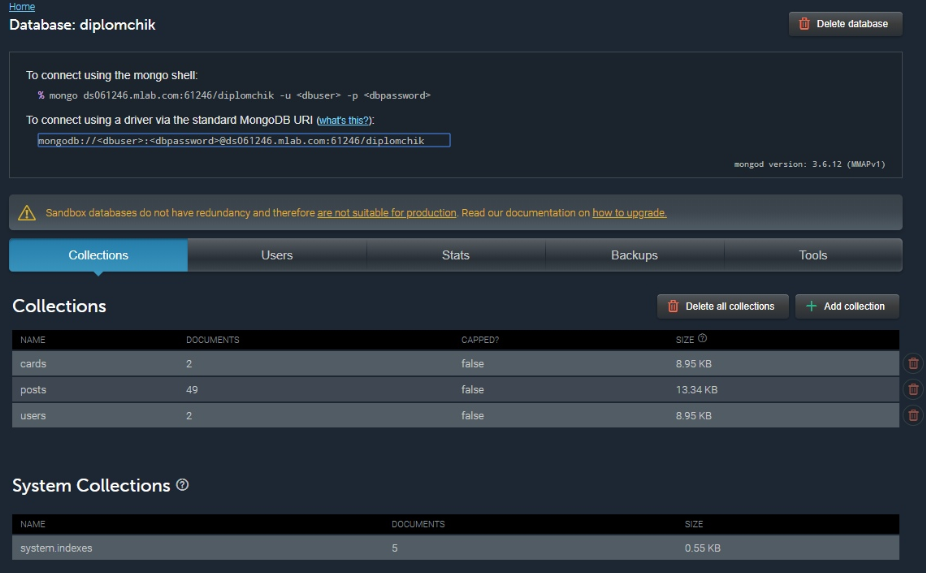 Home
Database: diplomchik
Delete database
To connect using the mongo shell:
% mongo ds061246.mlab.com:61246/diplomchik -u <dbuser> -p <dbpassword>
To connect using a driver via the standard MongoDB URI (what's this?):
mongodb://<dbuser>:<dbpassword>@ds061246.mlab.com:61246/diplomchik
mongod version: 3.6.12 (MMAPv1)
Sandbox databases do not have redundancy and therefore are not suitable for production. Read our documentation on how to upgrade.
Collections Users Stats Backups Tools
Collections
Delete all collections + Add collection
NAME DOCUMENTS CAPPED? SIZE ?
cards 2 false 8.95 KB
posts 49 false 13.34 KB
users 2 false 8.95 KB
System Collections ?
NAME DOCUMENTS SIZE
system.indexes 5 0.55 KB